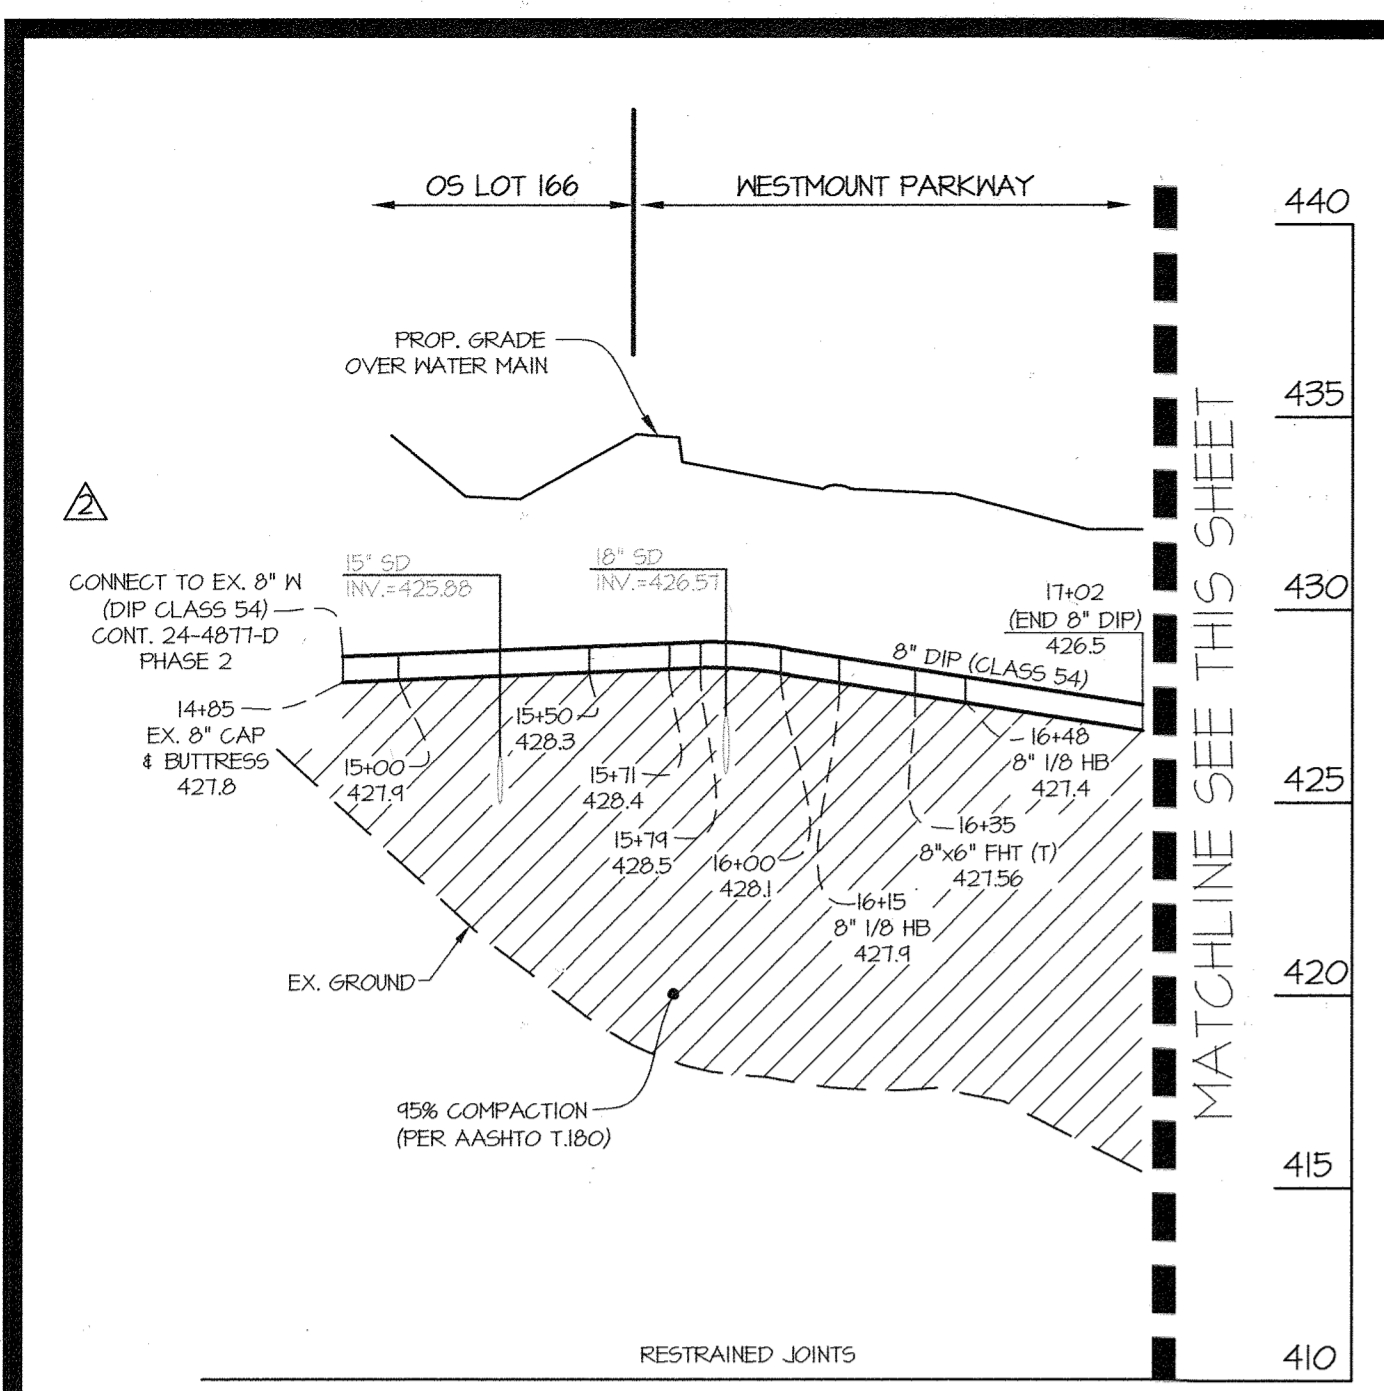 OS LOT 166
WESTMOUNT PARKWAY
440
PROP. GRADE
OVER WATER MAIN
435
2
15" SD
INV.=425.88
18" SD
INV.=426.57
CONNECT TO EX. 8" W
(DIP CLASS 54)
CONT. 24-4877-D
PHASE 2
17+02
(END 8" DIP)
426.5
430
8" DIP (CLASS 54)
14+85
EX. 8" CAP
& BUTTRESS
427.8
15+00
427.9
15+50
428.3
15+71
428.4
15+79
428.5
16+00
428.1
16+15
8" 1/8 HB
427.9
16+35
8"x6" FHT (T)
427.56
16+48
8" 1/8 HB
427.4
425
MATCHLINE SEE THIS SHEET
EX. GROUND
420
95% COMPACTION
(PER AASHTO T.180)
415
RESTRAINED JOINTS
410